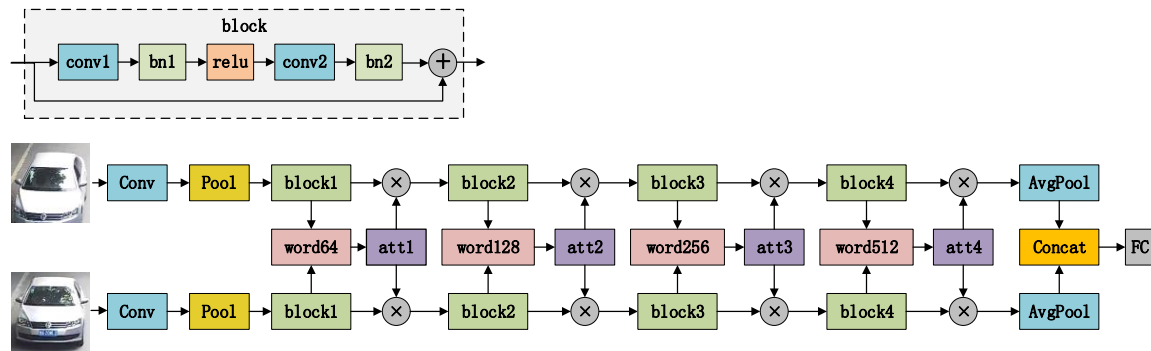 block
conv1 bn1 relu conv2 bn2 +
Conv Pool block1 × block2 × block3 × block4 × AvgPool
word64 att1 word128 att2 word256 att3 word512 att4 Concat FC
Conv Pool block1 × block2 × block3 × block4 × AvgPool